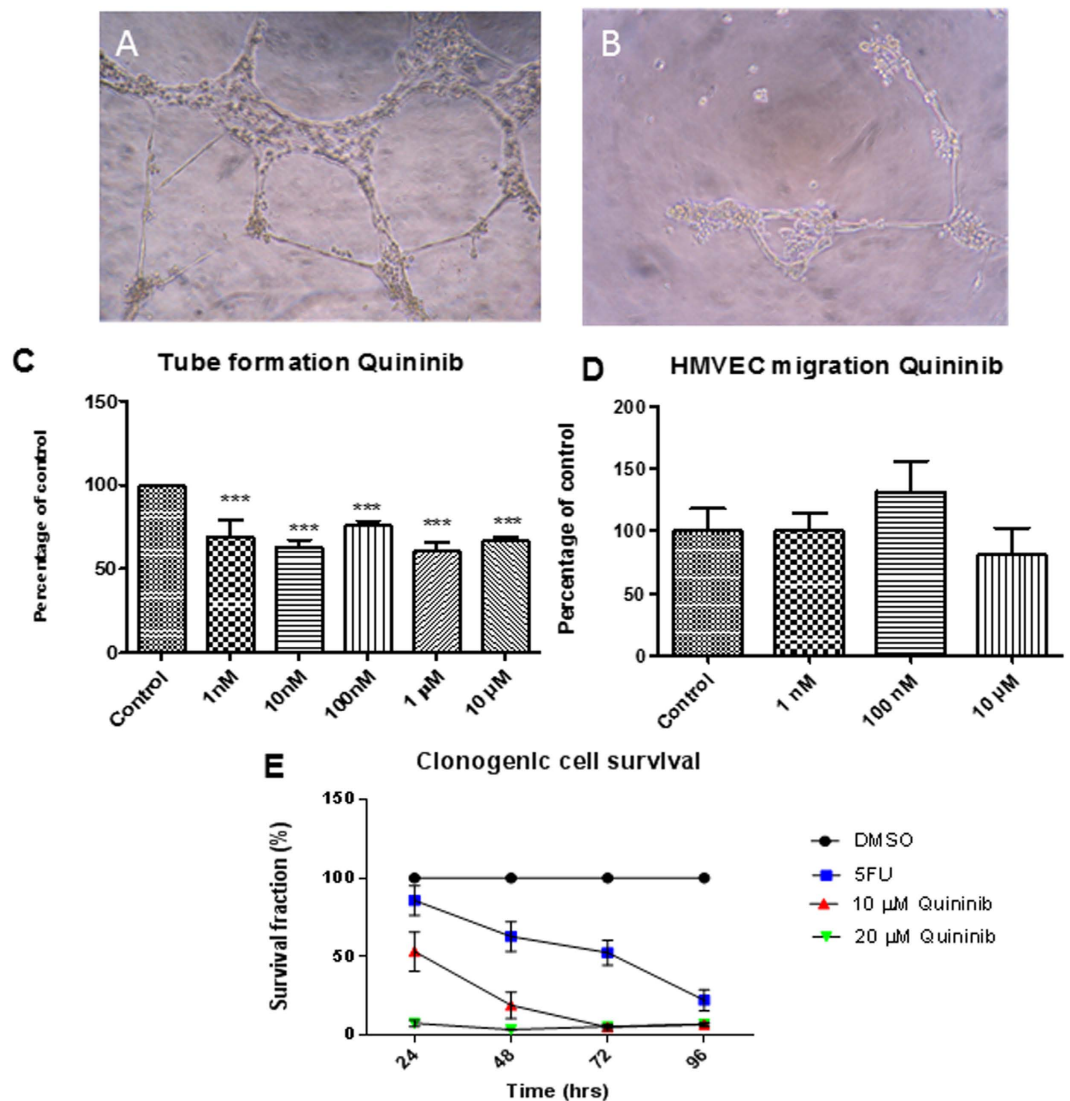 A
B
C
Tube formation Quininib
Percentage of control
150
100
50
0
***
***
***
***
***
Control
1nM
10nM
100nM
1 µM
10 µM
D
HMVEC migration Quininib
Percentage of control
200
150
100
50
0
Control
1 nM
100 nM
10 µM
E
Clonogenic cell survival
Survival fraction (%)
150
100
50
0
24
48
72
96
Time (hrs)
DMSO
5FU
10 µM Quininib
20 µM Quininib